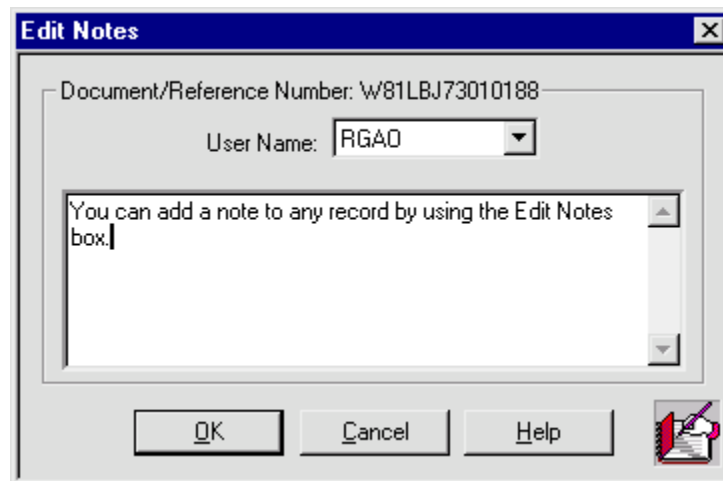 Edit Notes
Document/Reference Number: W81LBJ73010188
User Name: RGAO
You can add a note to any record by using the Edit Notes
box.
OK Cancel Help